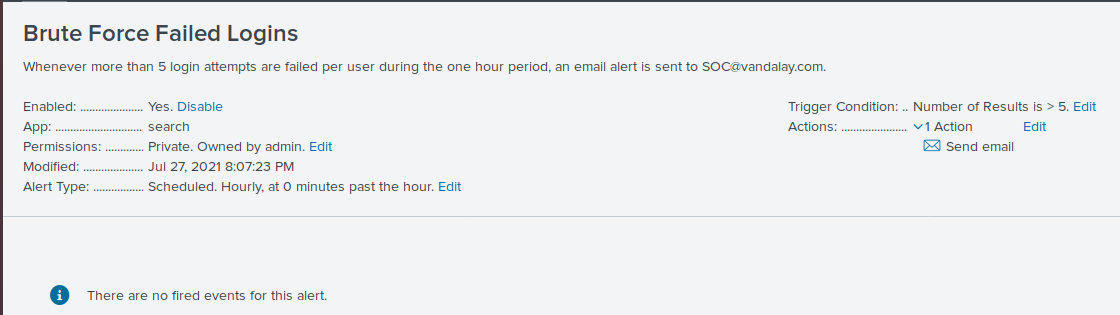 Brute Force Failed Logins
Whenever more than 5 login attempts are failed per user during the one hour period, an email alert is sent to SOC@vandalay.com.
Enabled: ..................... Yes. Disable
App: ............................. search
Permissions: ............. Private. Owned by admin. Edit
Modified: .................... Jul 27, 2021 8:07:23 PM
Alert Type: ................. Scheduled. Hourly, at 0 minutes past the hour. Edit
Trigger Condition: .. Number of Results is > 5. Edit
Actions: ...................... 1 Action Edit
Send email
There are no fired events for this alert.